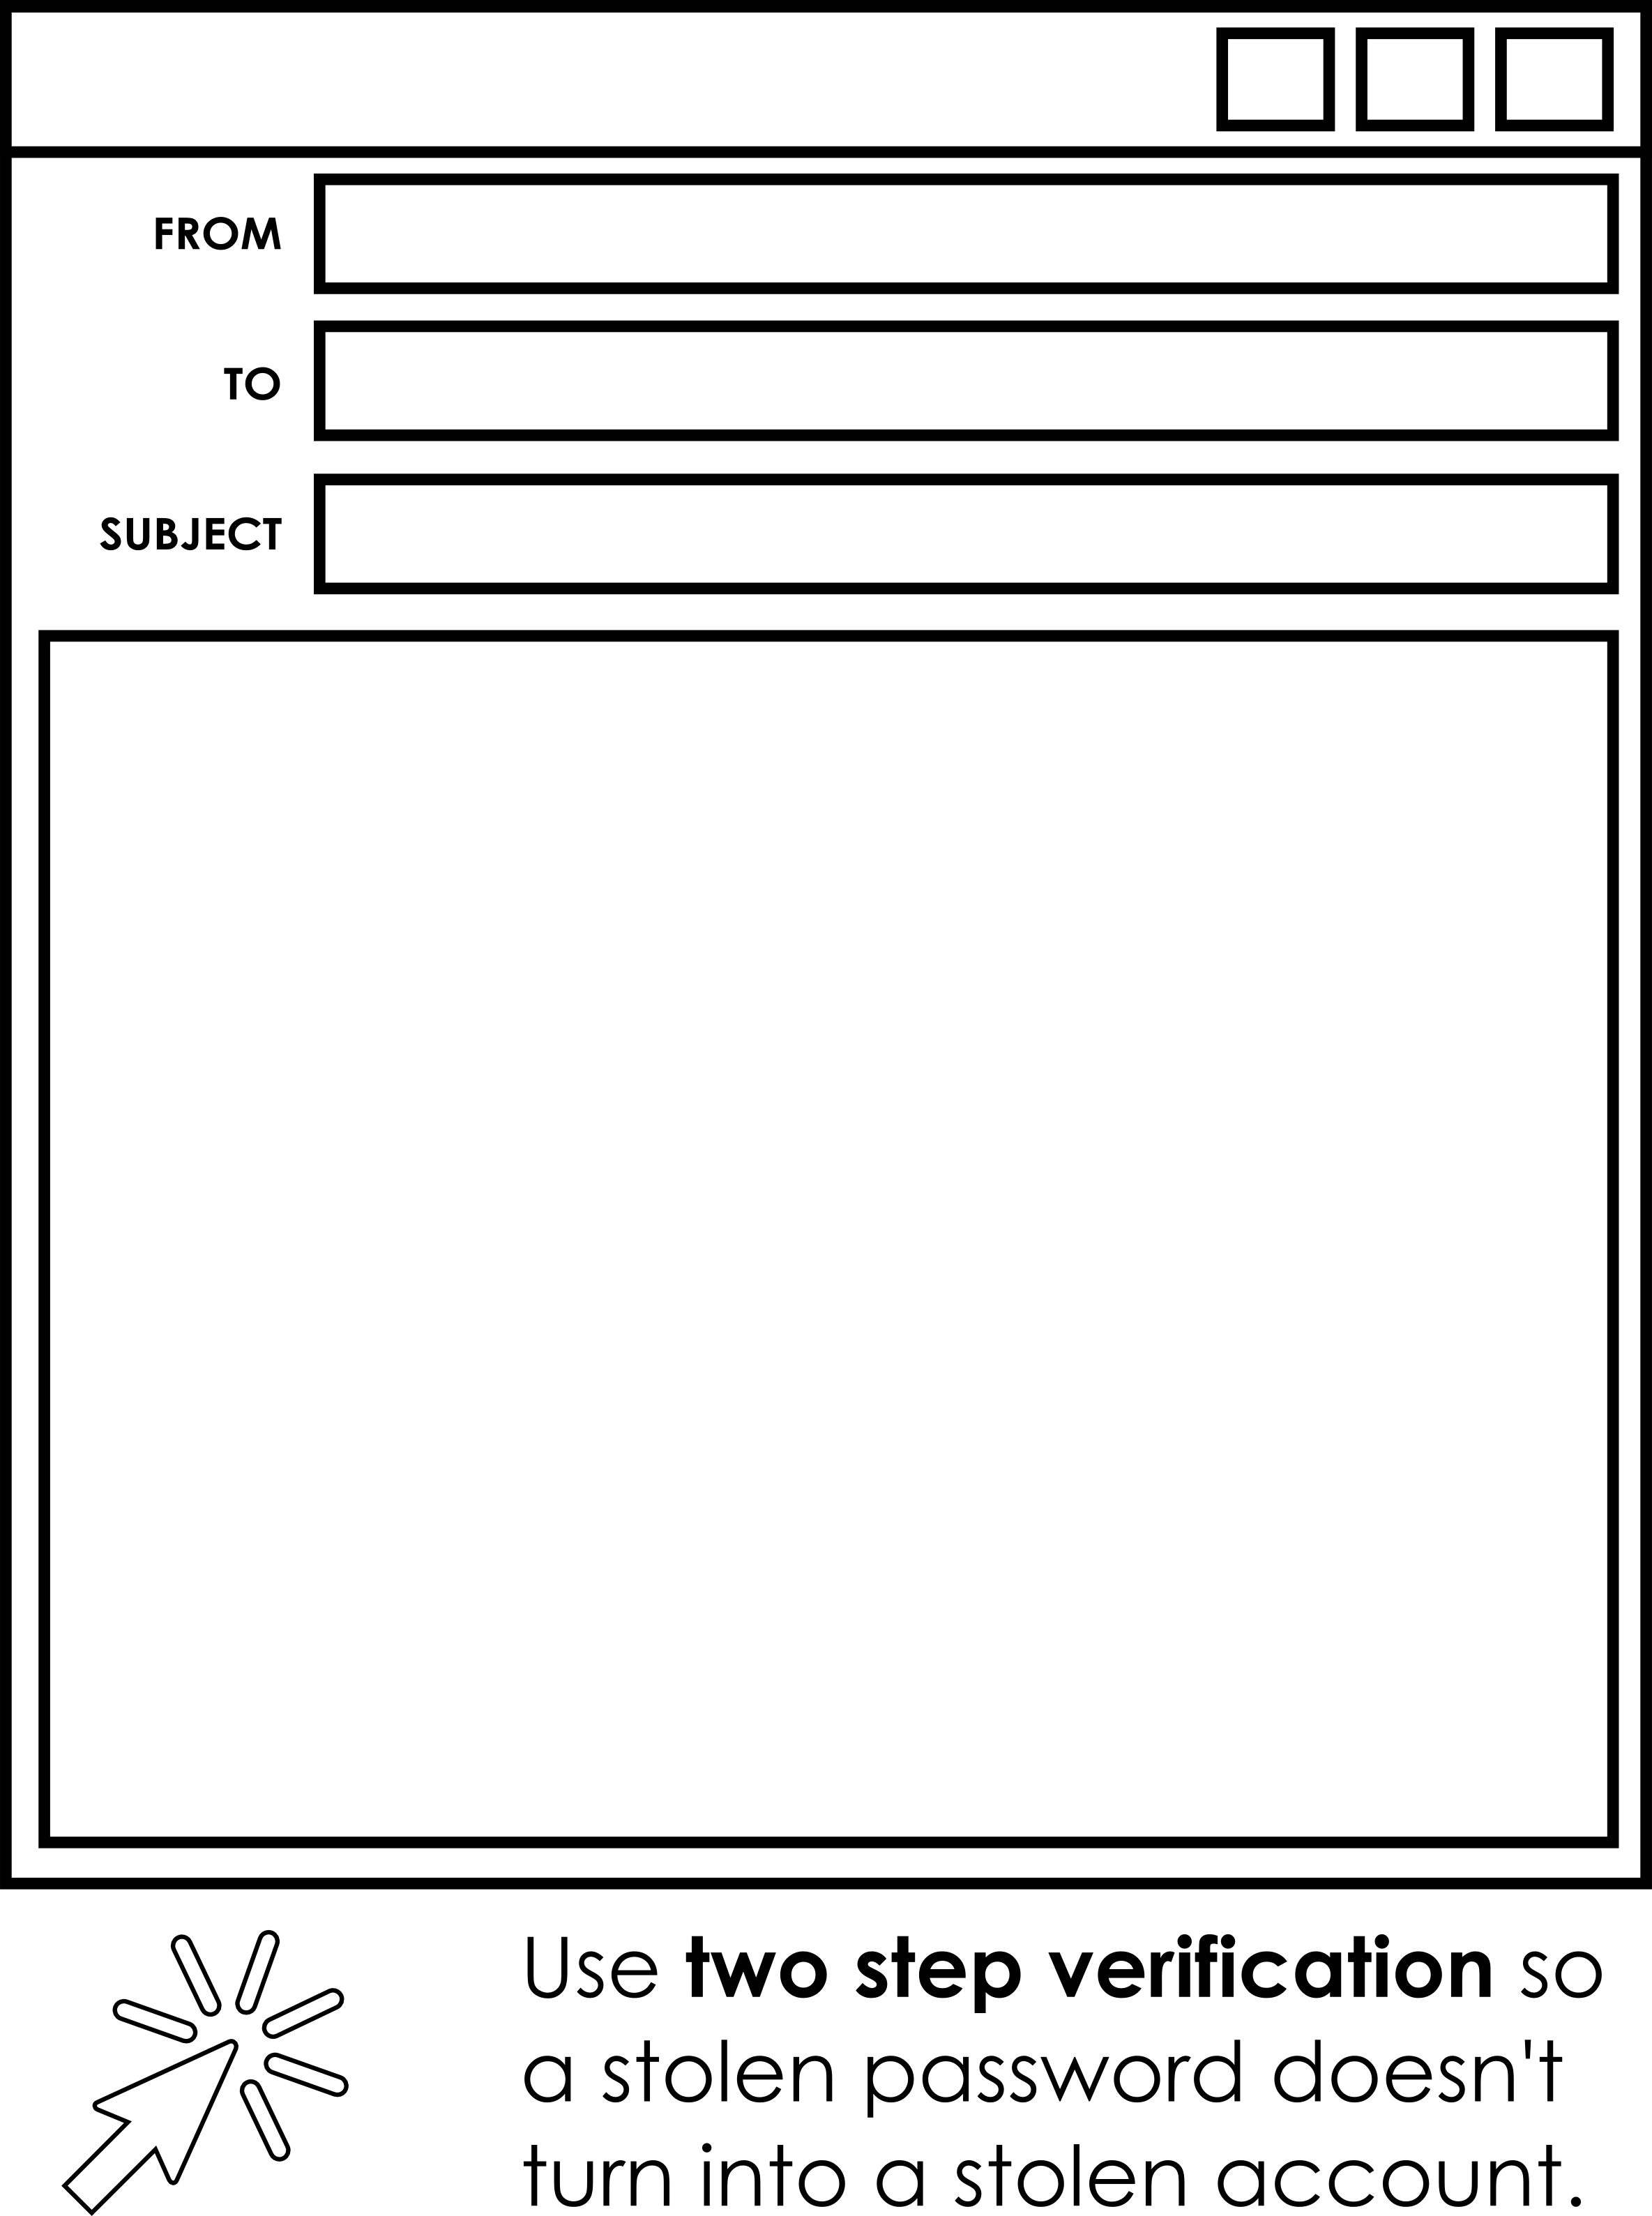 FROM
TO
SUBJECT
Use two step verification so
a stolen password doesn't
turn into a stolen account.